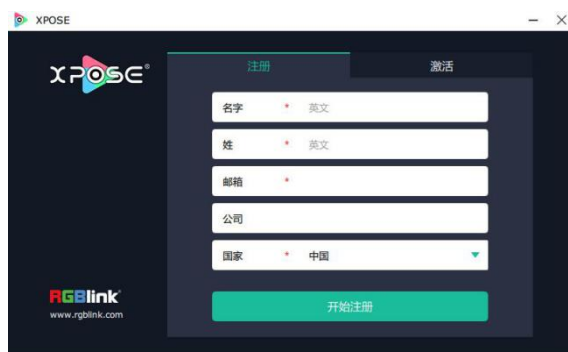 XPOSE
XPOSE®
注册 激活
名字 * 英文
姓 * 英文
邮箱 *
公司
国家 * 中国
开始注册
RGBlink®
www.rgblink.com